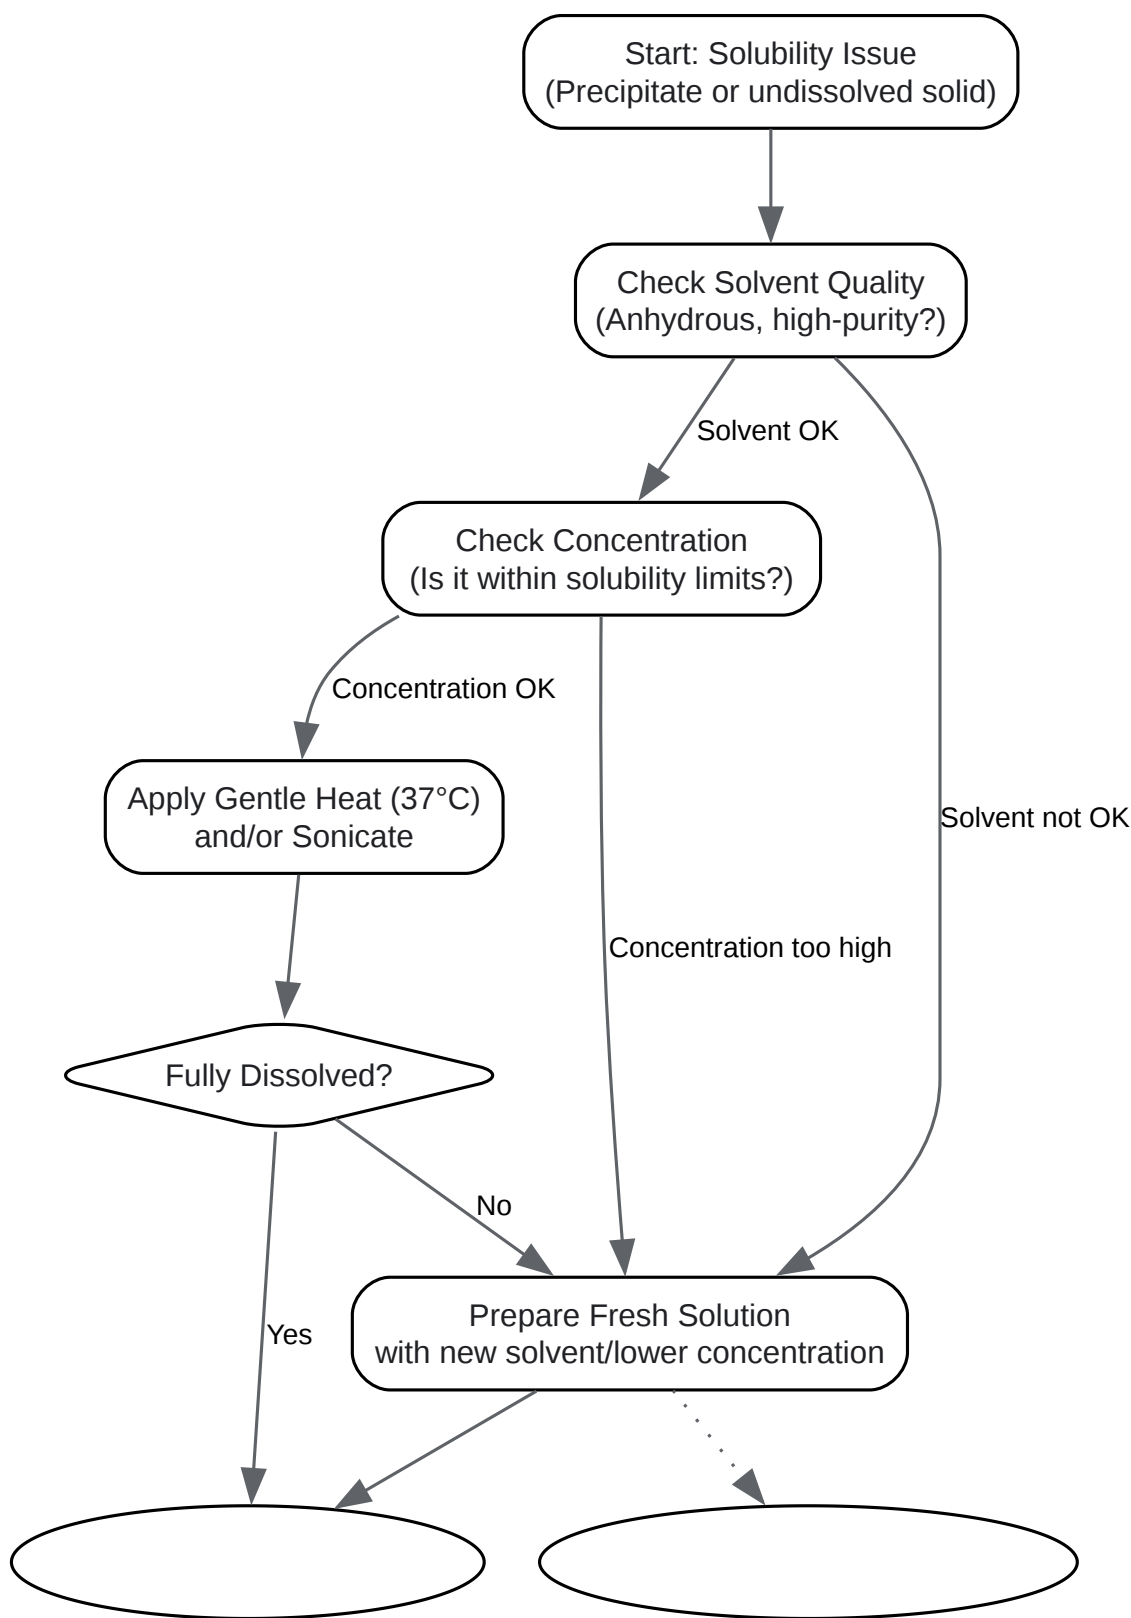 Start: Solubility Issue
(Precipitate or undissolved solid)
Check Solvent Quality
(Anhydrous, high-purity?)
Solvent OK
Check Concentration
(Is it within solubility limits?)
Concentration OK
Apply Gentle Heat (37°C)
and/or Sonicate
Solvent not OK
Concentration too high
Fully Dissolved?
No
Yes
Prepare Fresh Solution
with new solvent/lower concentration